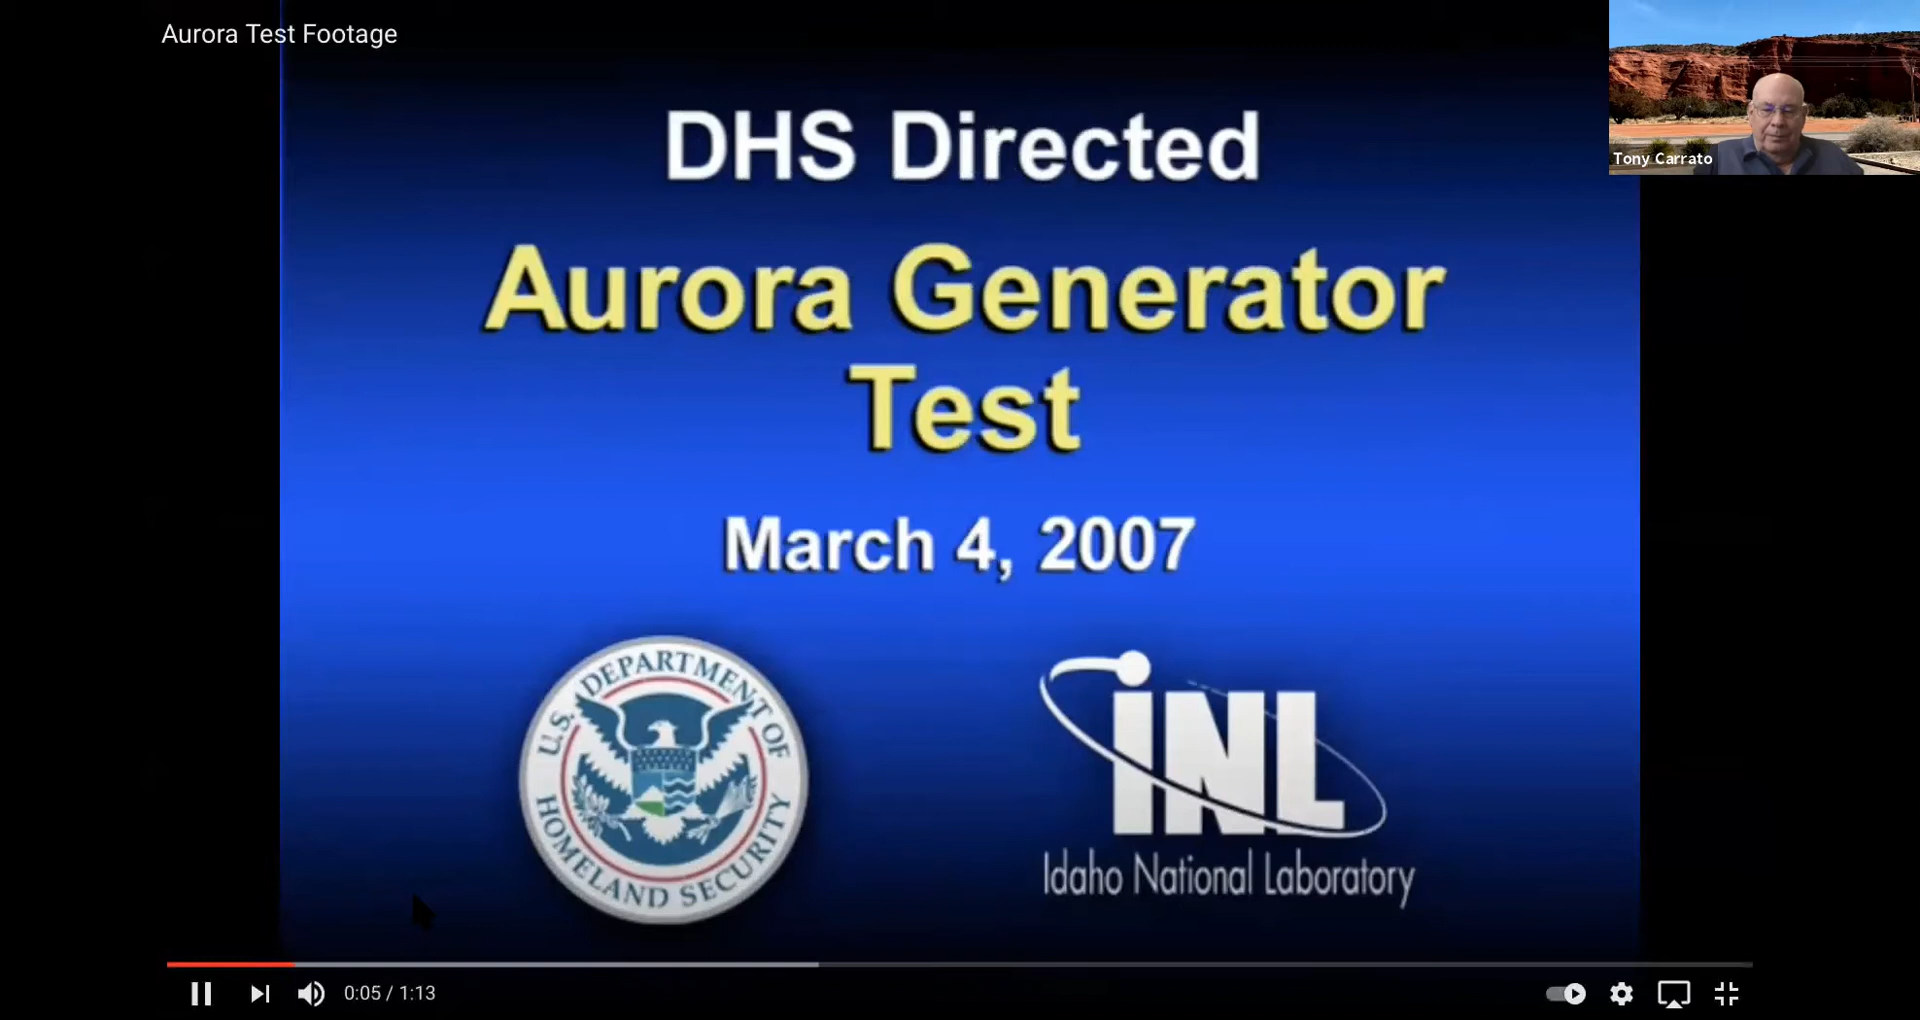 Aurora Test Footage
Tony Carrato
DHS Directed
Aurora Generator
Test
March 4, 2007
U.S. DEPARTMENT OF
HOMELAND SECURITY
iNL
Idaho National Laboratory
0:05 / 1:13